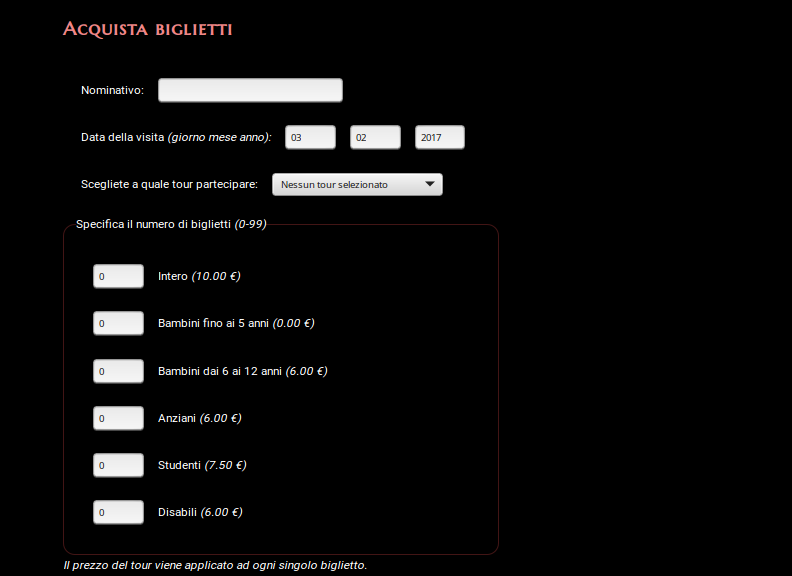 Acquista biglietti
Nominativo:
Data della visita (giorno mese anno): 03 02 2017
Scegliete a quale tour partecipare: Nessun tour selezionato
Specifica il numero di biglietti (0-99)
0 Intero (10.00 €)
0 Bambini fino ai 5 anni (0.00 €)
0 Bambini dai 6 ai 12 anni (6.00 €)
0 Anziani (6.00 €)
0 Studenti (7.50 €)
0 Disabili (6.00 €)
Il prezzo del tour viene applicato ad ogni singolo biglietto.